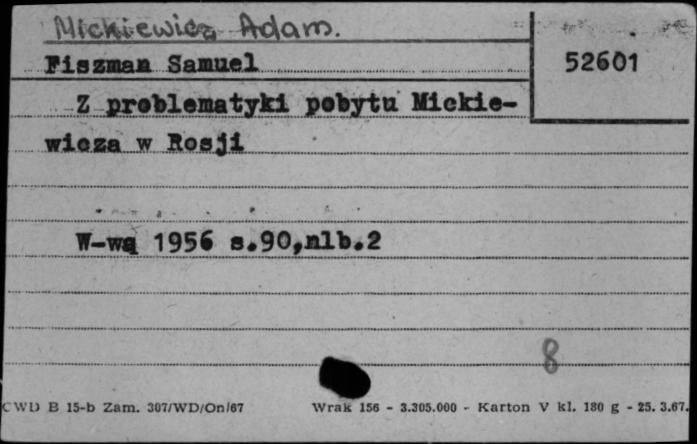 Mickiewicz Adam.
Fiszman Samuel
52601
Z problematyki pobytu Mickie-
wicza w Rosji
W-wa 1956 s.90,nlb.2
8
CWD B 15-b Zam. 307/WD/On/67 Wrak 156 - 3.305.000 - Karton V kl. 180 g - 25. 3.67.